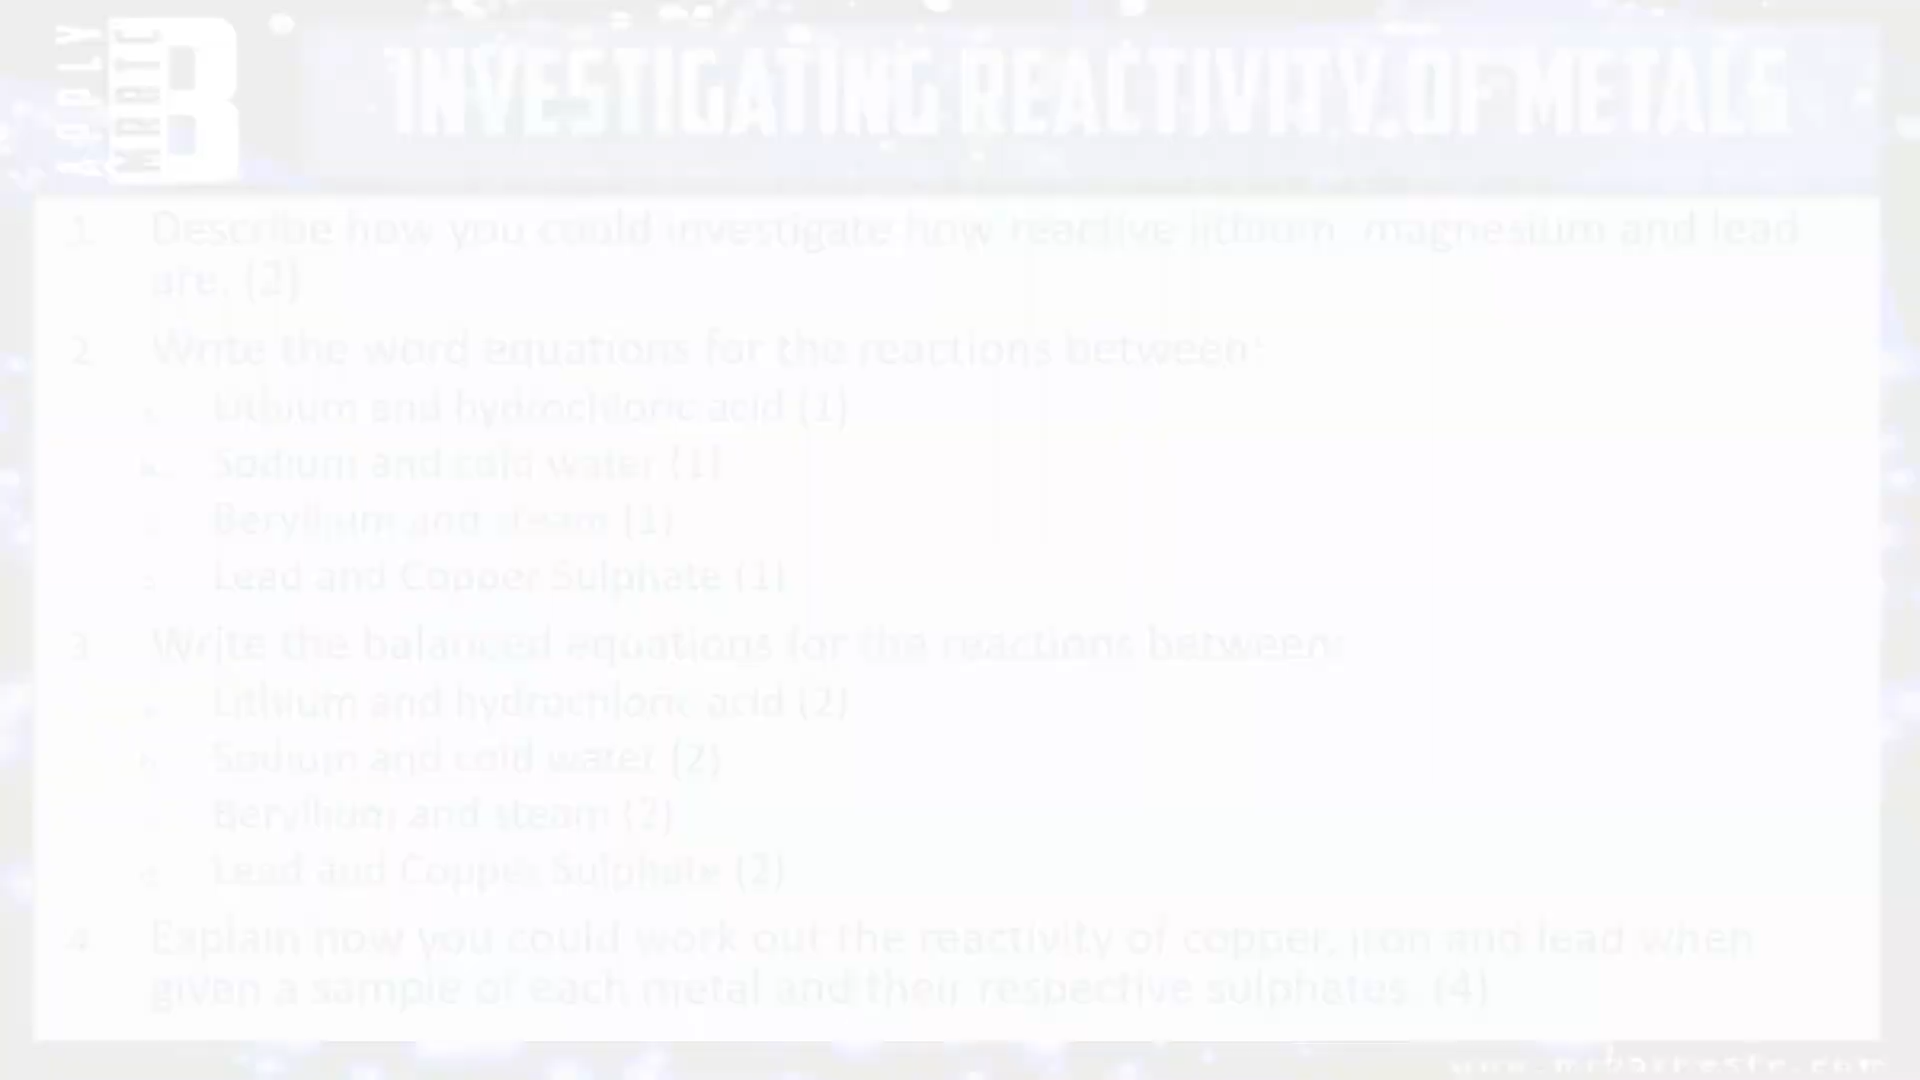 APPLY
MRBTC
B
INVESTIGATING REACTIVITY OF METALS
1. Describe how you could investigate how reactive lithium, magnesium and lead
are. (2)
2. Write the word equations for the reactions between:
Lithium and hydrochloric acid (1)
Sodium and cold water (1)
Beryllium and steam (1)
Lead and Copper Sulphate (1)
3 Write the balanced equations for the reactions between:
Lithium and hydrochloric acid (2)
b. Sodium and cold water (2)
Beryllium and steam (2)
Lead and Copper Sulphate (2)
4. Explain how you could work out the reactivity of copper, iron and lead when
given a sample of each metal and their respective sulphates. (4)